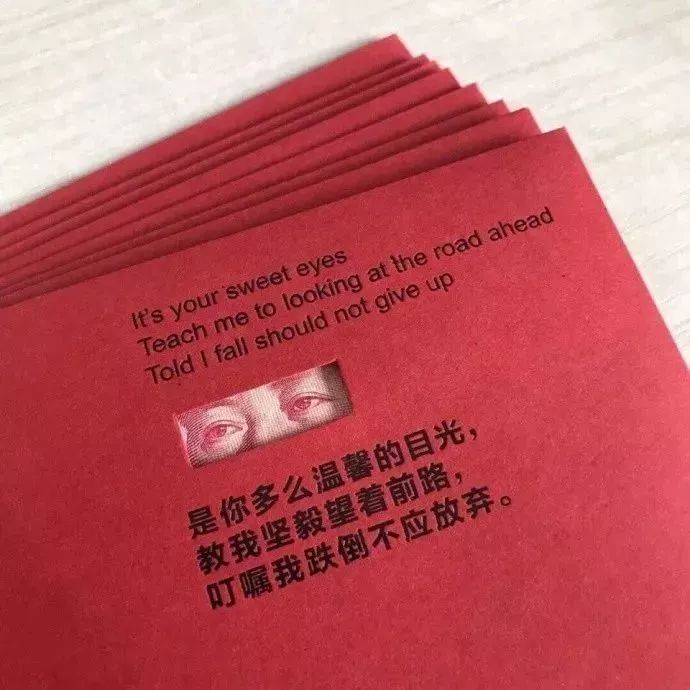 It's your sweet eyes
Teach me to looking at the road ahead
Told I fall should not give up
是你多么温馨的目光，
教我坚毅望着前路，
叮嘱我跌倒不应放弃。